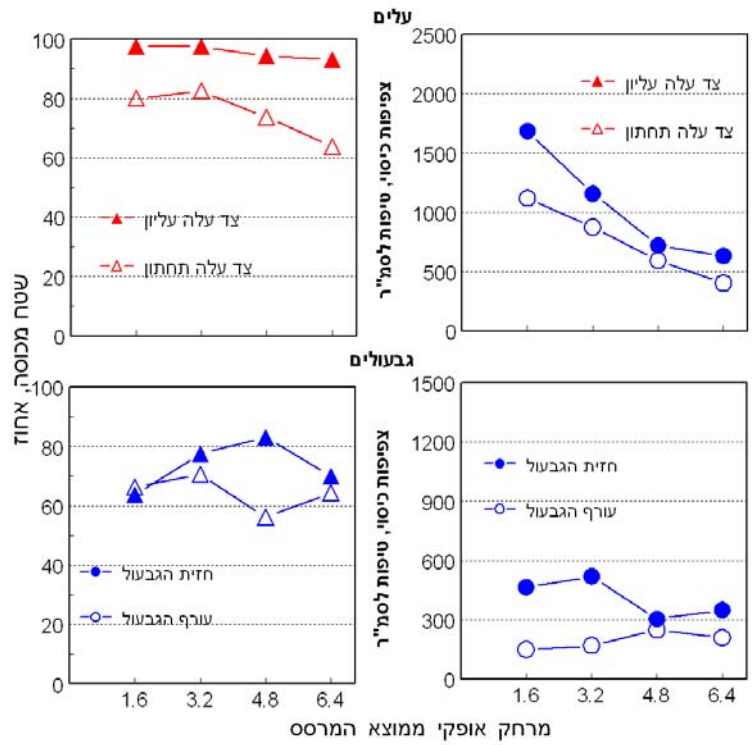 עלים
100
80
60
40
20
0
צד עלה עליון
צד עלה תחתון
2500
2000
1500
1000
500
0
צד עלה עליון
צד עלה תחתון
צפיפות כיסוי, טיפות לסמ"ר
שטח מכוסה, אחוז
גבעולים
100
80
60
40
20
0
חזית הגבעול
עורף הגבעול
1.6 3.2 4.8 6.4
1500
1200
900
600
300
0
חזית הגבעול
עורף הגבעול
צפיפות כיסוי, טיפות לסמ"ר
1.6 3.2 4.8 6.4
מרחק אופקי ממוצא המרסס